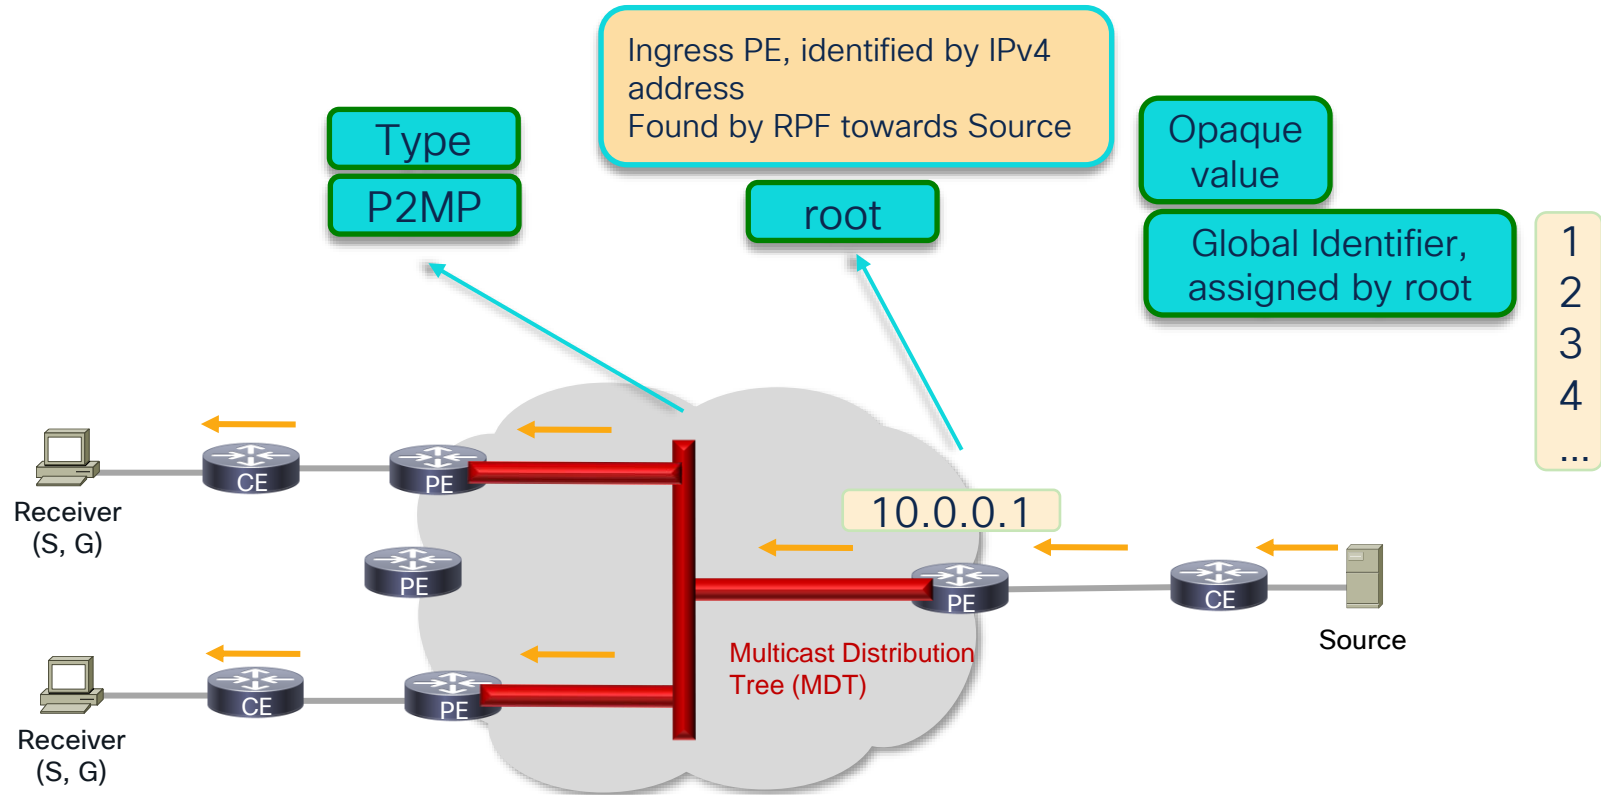 Ingress PE, identified by IPv4
address
Found by RPF towards Source
Type
P2MP
root
Opaque
value
Global Identifier,
assigned by root
1
2
3
4
...
CE
PE
Receiver
(S, G)
10.0.0.1
PE
PE
CE
Source
Multicast Distribution
Tree (MDT)
CE
PE
Receiver
(S, G)